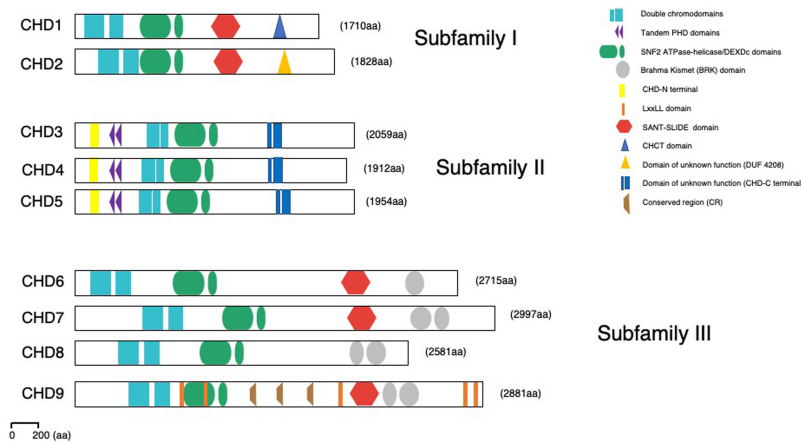 CHD1 (1710aa)
Subfamily I
CHD2 (1828aa)
CHD3 (2059aa)
CHD4 (1912aa)
Subfamily II
CHD5 (1954aa)
CHD6 (2715aa)
CHD7 (2997aa)
Subfamily III
CHD8 (2581aa)
CHD9 (2881aa)
0 200 (aa)
Double chromodomains
Tandem PHD domains
SNF2 ATPase-helicase/DEXDc domains
Brahma Kismet (BRK) domain
CHD-N terminal
LxxLL domain
SANT-SLIDE domain
CHCT domain
Domain of unknown function (DUF 4208)
Domain of unknown function (CHD-C terminal
Conserved region (CR)